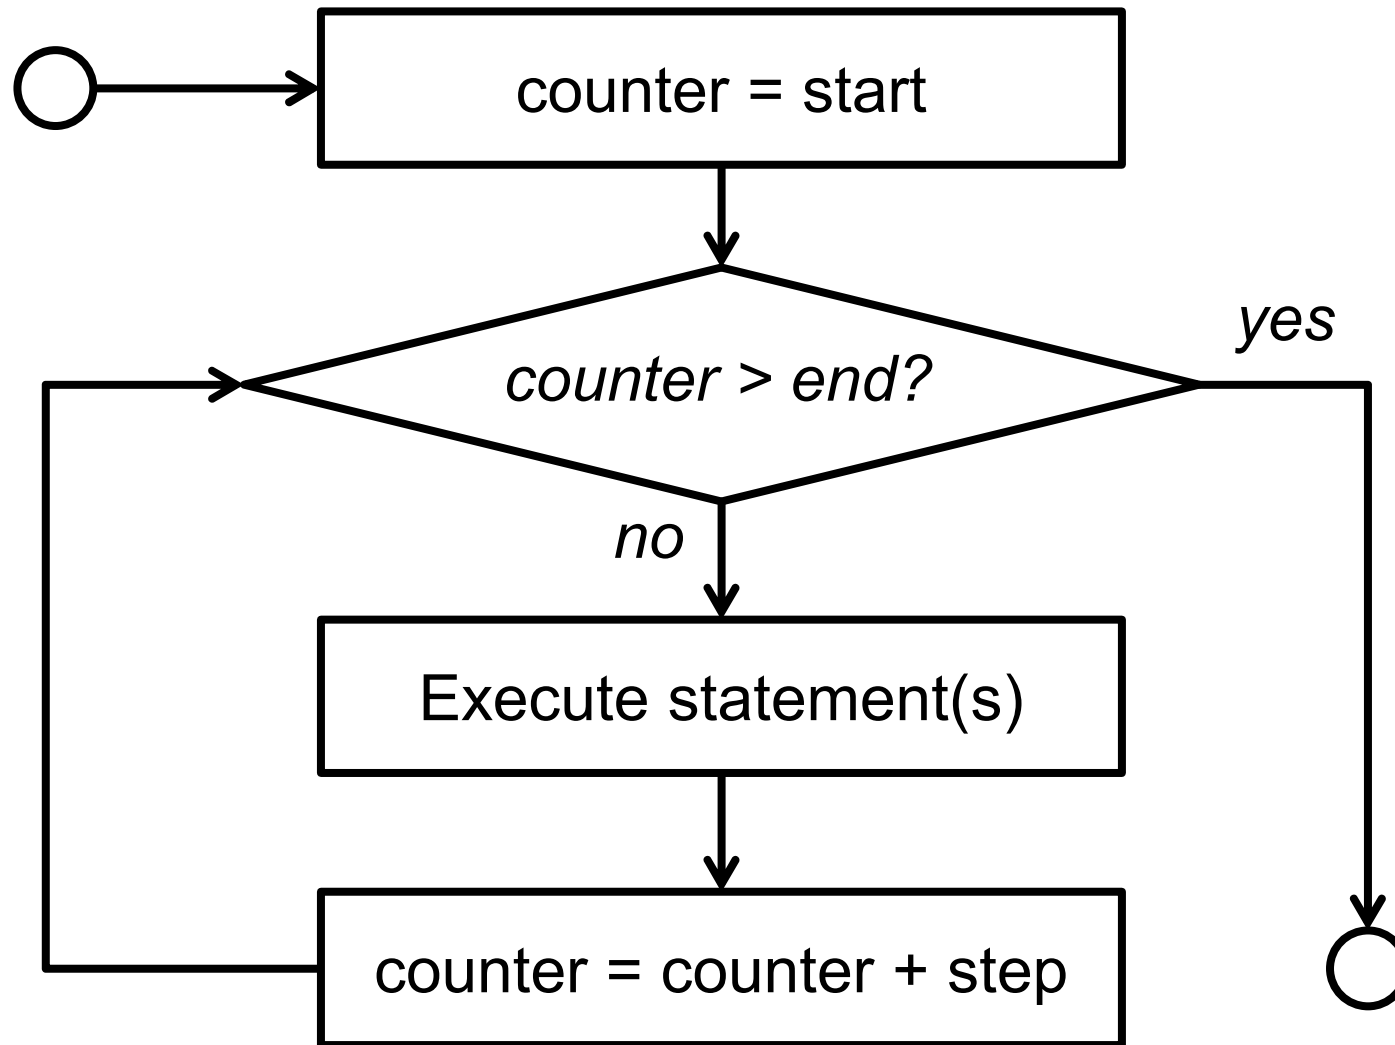 counter = start
counter > end?
yes
no
Execute statement(s)
counter = counter + step